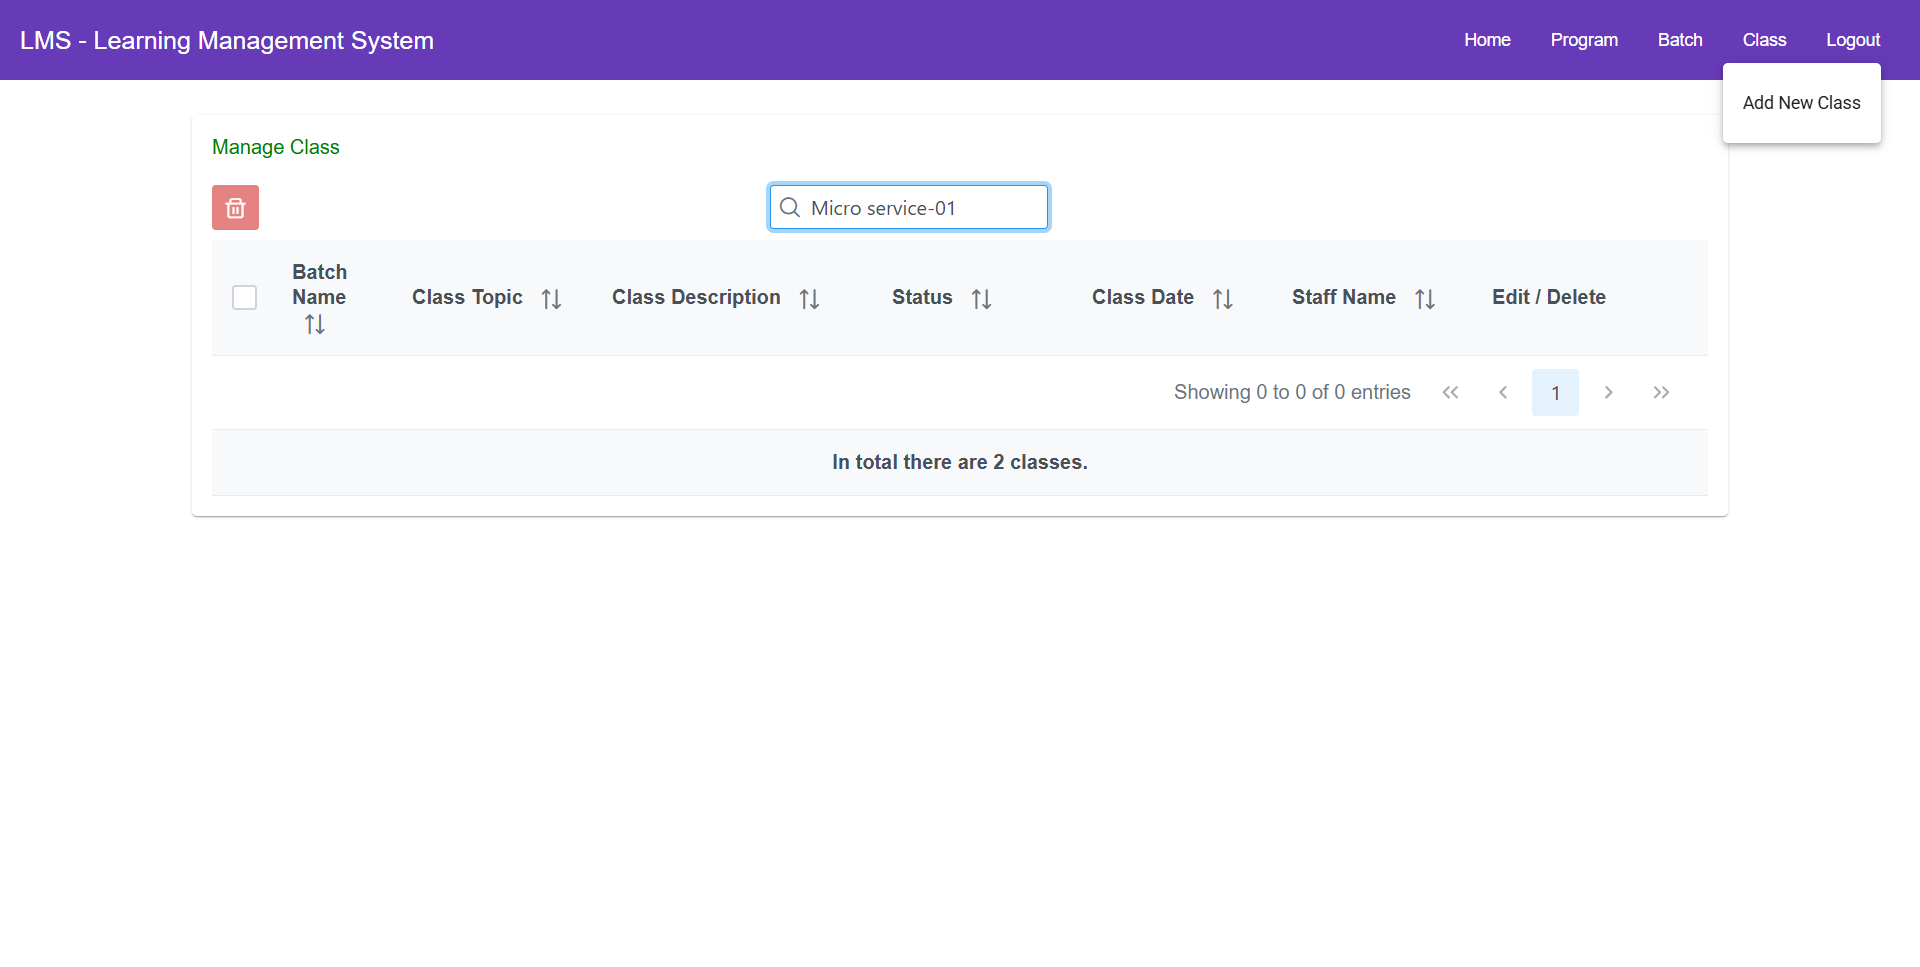 LMS - Learning Management System
Home Program Batch Class Logout
Add New Class
Manage Class
Micro service-01
Batch Name Class Topic Class Description Status Class Date Staff Name Edit / Delete
Showing 0 to 0 of 0 entries 1
In total there are 2 classes.